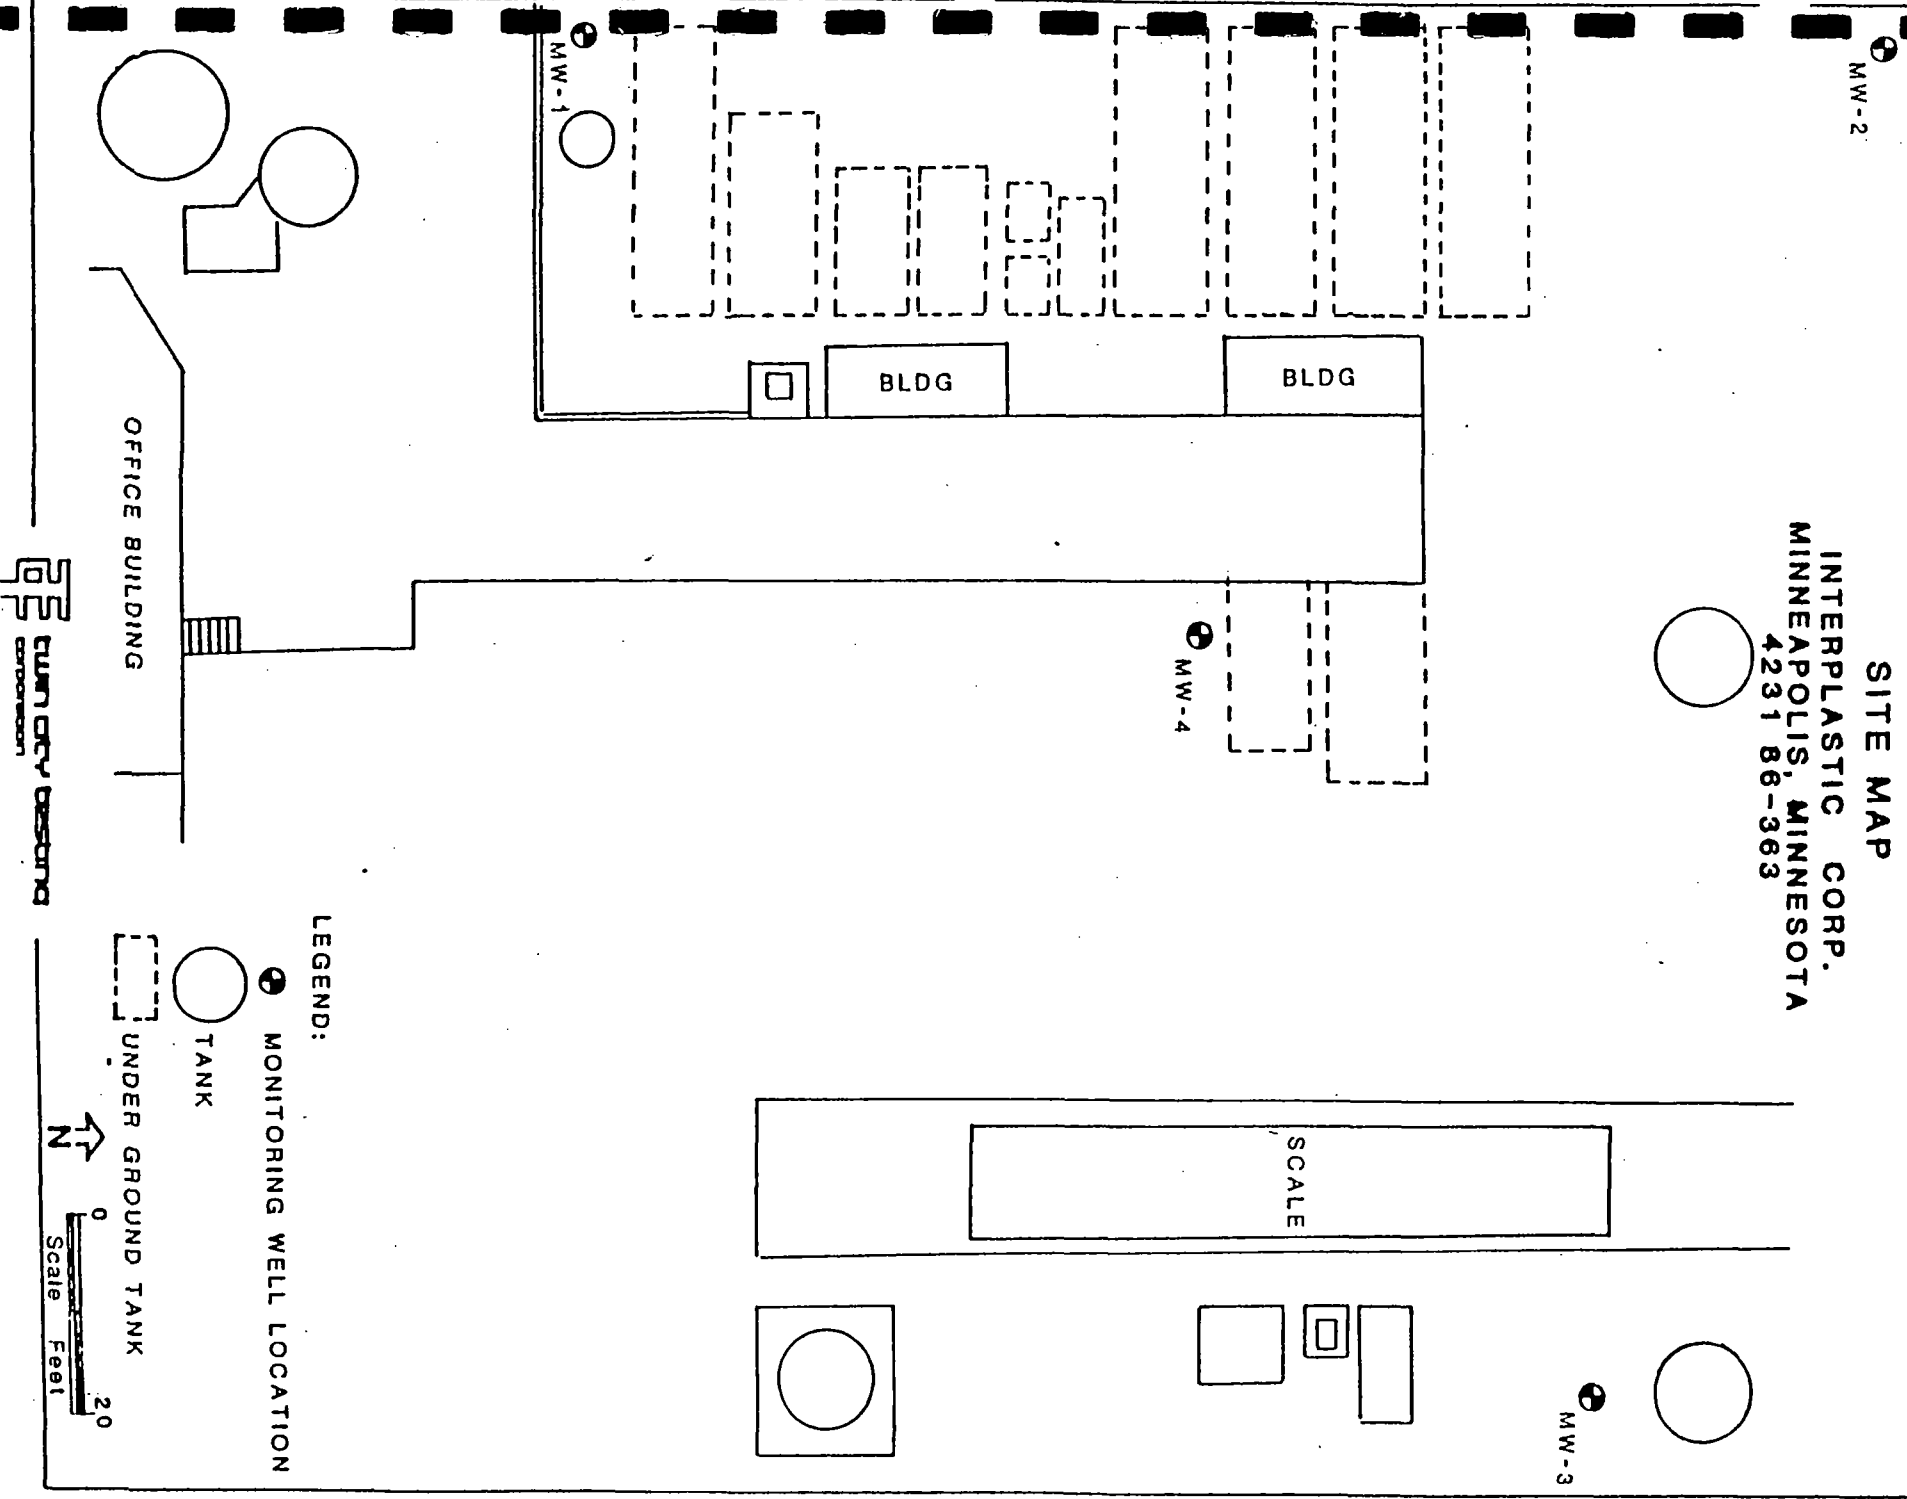 SITE MAP
INTERPLASTIC CORP.
MINNEAPOLIS, MINNESOTA
4231 86-363
MW-1
MW-2
BLDG
BLDG
OFFICE BUILDING
MW-4
SCALE
MW-3
LEGEND:
MONITORING WELL LOCATION
TANK
UNDER GROUND TANK
N
0
20
Scale Feet
twin city testing
corporation